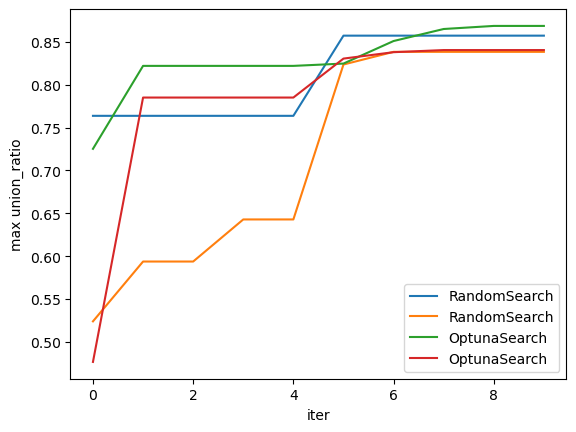 max union_ratio
0.85
0.80
0.75
0.70
0.65
0.60
0.55
0.50
RandomSearch
RandomSearch
OptunaSearch
OptunaSearch
0 2 4 6 8
iter